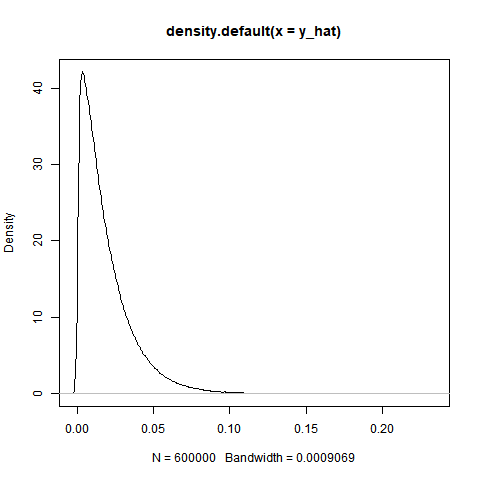 density.default(x = y_hat)
Density
0
10
20
30
40
0.00 0.05 0.10 0.15 0.20
N = 600000 Bandwidth = 0.0009069